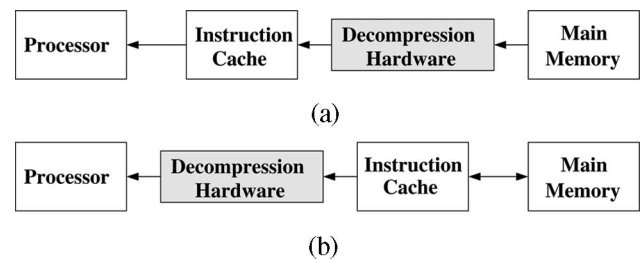 Processor
Instruction
Cache
Decompression
Hardware
Main
Memory
(a)
Processor
Decompression
Hardware
Instruction
Cache
Main
Memory
(b)